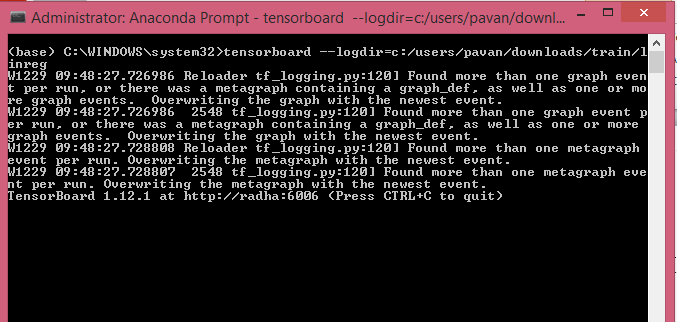 Administrator: Anaconda Prompt - tensorboard --logdir=c:/users/pavan/downl...
(base) C:\WINDOWS\system32>tensorboard --logdir=c:/users/pavan/downloads/train/l
inreg
W1229 09:48:27.726986 Reloader tf_logging.py:120] Found more than one graph even
t per run, or there was a metagraph containing a graph_def, as well as one or mo
re graph events.  Overwriting the graph with the newest event.
W1229 09:48:27.726986  2548 tf_logging.py:120] Found more than one graph event p
er run, or there was a metagraph containing a graph_def, as well as one or more
graph events.  Overwriting the graph with the newest event.
W1229 09:48:27.728808 Reloader tf_logging.py:120] Found more than one metagraph
event per run. Overwriting the metagraph with the newest event.
W1229 09:48:27.728807  2548 tf_logging.py:120] Found more than one metagraph eve
nt per run. Overwriting the metagraph with the newest event.
TensorBoard 1.12.1 at http://radha:6006 (Press CTRL+C to quit)